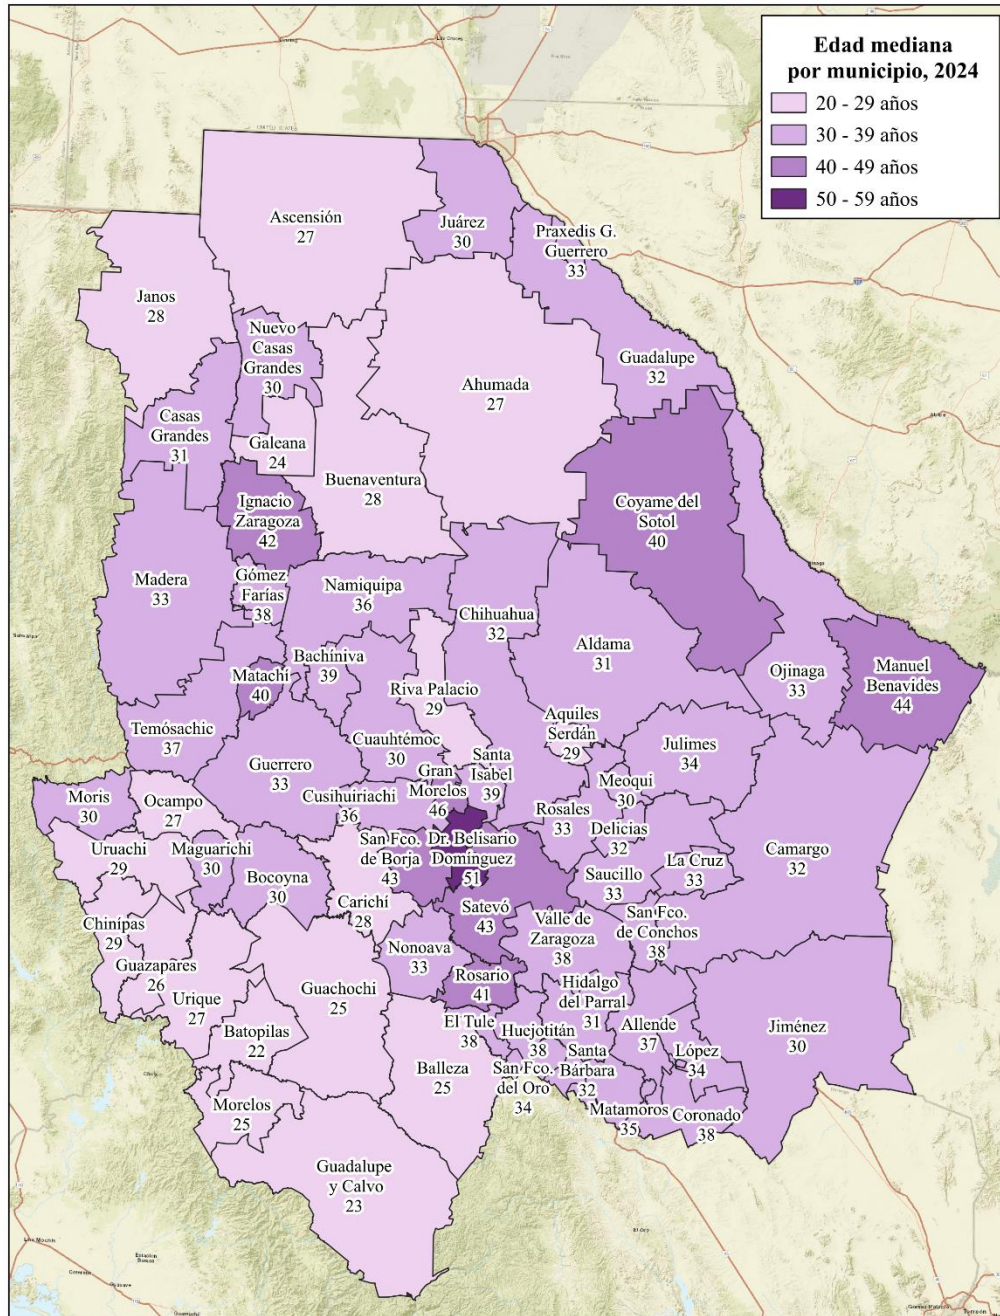 Edad mediana
por municipio, 2024
20 - 29 años
30 - 39 años
40 - 49 años
50 - 59 años
Ascensión
27
Juárez
30
Praxedis G.
Guerrero
33
Janos
28
Nuevo
Casas
Grandes
30
Guadalupe
32
Ahumada
27
Casas
Grandes
31
Galeana
24
Buenaventura
28
Ignacio
Zaragoza
42
Coyame del
Sotol
40
Madera
33
Gómez
Farías
38
Namiquipa
36
Chihuahua
32
Aldama
31
Bachíniva
39
Matachí
40
Riva Palacio
29
Ojinaga
33
Manuel
Benavides
44
Temósachic
37
Aquiles
Serdán
29
Cuauhtémoc
30
Guerrero
33
Santa
Isabel
39
Julimes
34
Gran
Morelos
46
Meoqui
30
Moris
30
Ocampo
27
Cusihuiriachi
36
Rosales
33
Delicias
32
Uruachi
29
Maguarichi
30
San Fco.
de Borja
43
Dr. Belisario
Domínguez
51
Camargo
32
La Cruz
33
Bocoyna
30
Saucillo
33
Carichí
28
Satevó
43
Valle de
Zaragoza
38
San Fco.
de Conchos
38
Chinípas
29
Nonoava
33
Guazapares
26
Rosario
41
Hidalgo
del Parral
31
Guachochi
25
Urique
27
El Tule
38
Huejotitán
38
Allende
37
Jiménez
30
Batopilas
22
Santa
Bárbara
32
López
34
Balleza
25
San Fco.
del Oro
34
Morelos
25
Matamoros
35
Coronado
38
Guadalupe
y Calvo
23